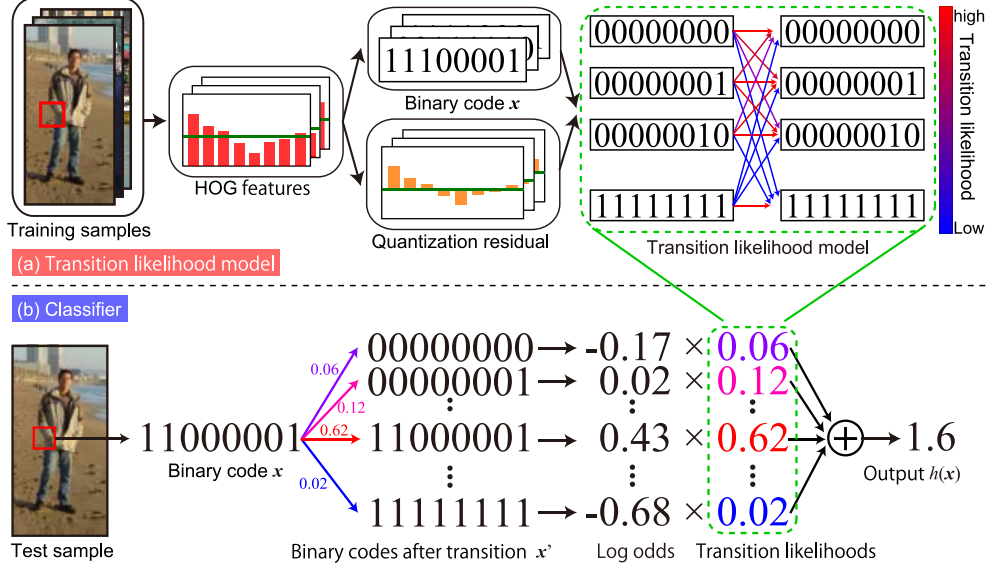 Training samples
HOG features
11100001
Binary code x
Quantization residual
00000000 00000000
00000001 00000001
00000010 00000010
11111111 11111111
Transition likelihood model
high
Transition likelihood
Low
(a) Transition likelihood model
(b) Classifier
Test sample
11000001
Binary code x
0.06
0.12
0.62
0.02
00000000 -0.17 × 0.06
00000001 0.02 × 0.12
⋮ ⋮ ⋮
11000001 0.43 × 0.62
⋮ ⋮ ⋮
11111111 -0.68 × 0.02
Binary codes after transition x’
Log odds
Transition likelihoods
+
1.6
Output h(x)